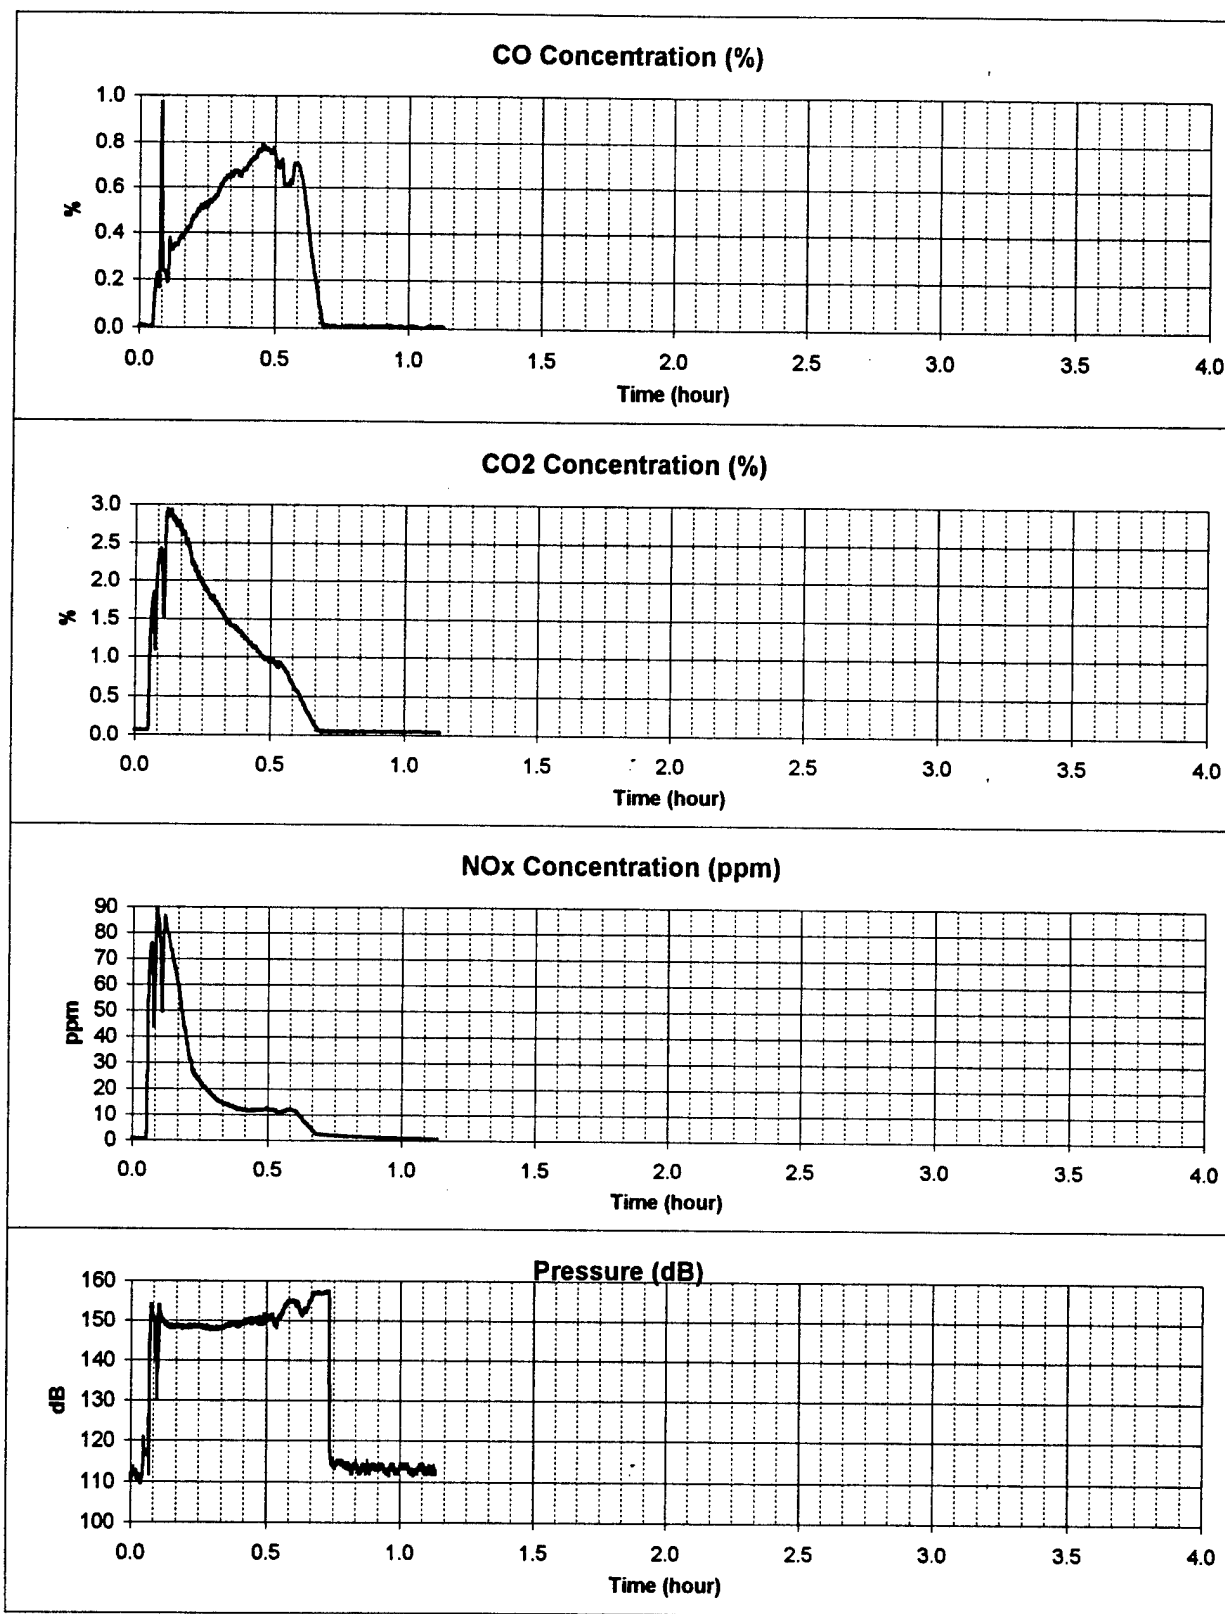 CO Concentration (%)
1.0
0.8
0.6
0.4
0.2
0.0
%
0.0 0.5 1.0 1.5 2.0 2.5 3.0 3.5 4.0
Time (hour)
CO2 Concentration (%)
3.0
2.5
2.0
1.5
1.0
0.5
0.0
%
0.0 0.5 1.0 1.5 2.0 2.5 3.0 3.5 4.0
Time (hour)
NOx Concentration (ppm)
90
80
70
60
50
40
30
20
10
0
ppm
0.0 0.5 1.0 1.5 2.0 2.5 3.0 3.5 4.0
Time (hour)
Pressure (dB)
160
150
140
130
120
110
100
dB
0.0 0.5 1.0 1.5 2.0 2.5 3.0 3.5 4.0
Time (hour)